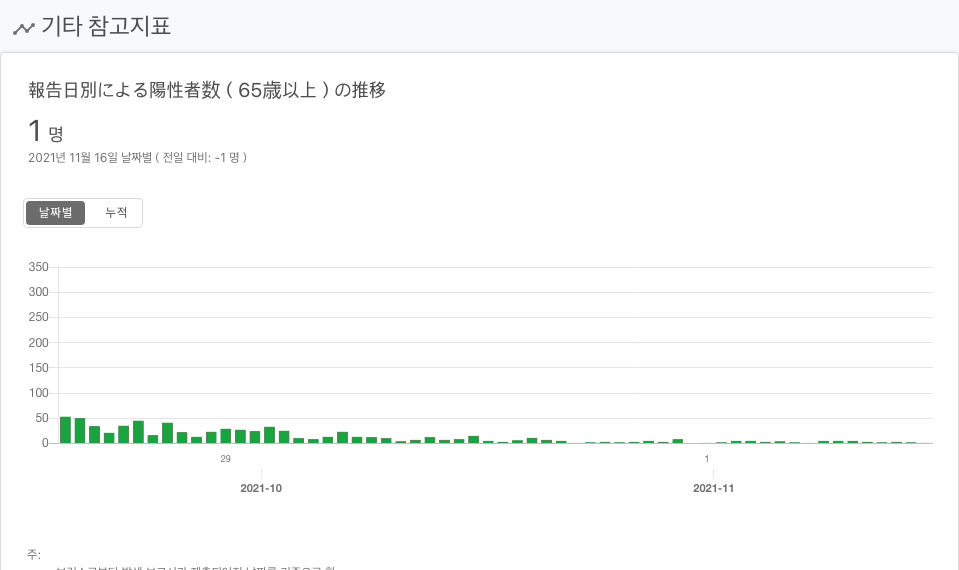 기타 참고지표
報告日別による陽性者数 ( 65歳以上 ) の推移
1 명
2021년 11월 16일 날짜별 ( 전일 대비: -1 명 )
날짜별 누적
350
300
250
200
150
100
50
0
29 1
2021-10 2021-11
주: